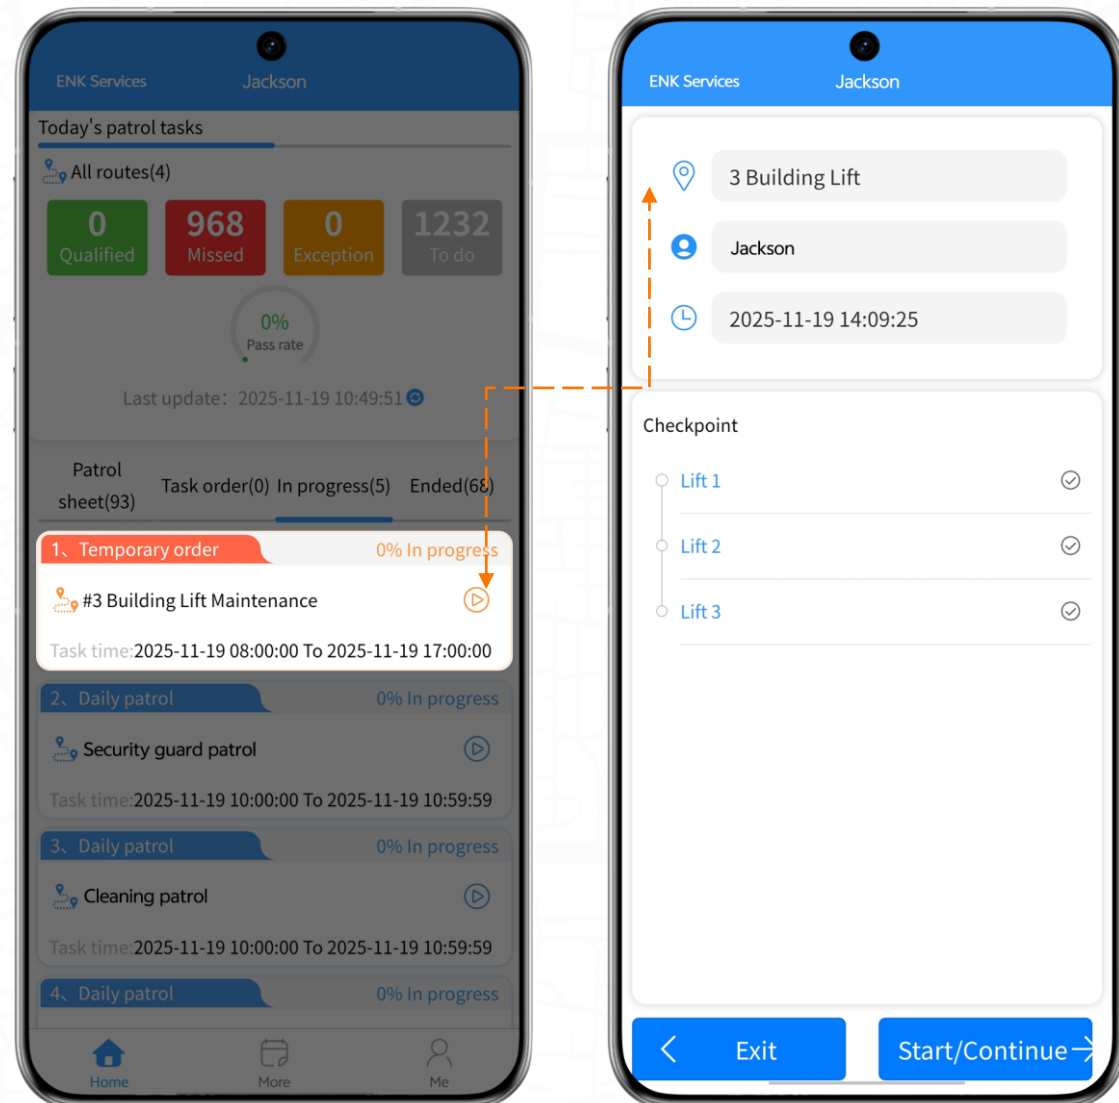 ENK Services
Jackson
Today's patrol tasks
All routes(4)
0
Qualified
968
Missed
0
Exception
1232
To do
0%
Pass rate
Last update：2025-11-19 10:49:51
Patrol
sheet(93)
Task order(0)
In progress(5)
Ended(68)
1、Temporary order
0% In progress
#3 Building Lift Maintenance
Task time:2025-11-19 08:00:00 To 2025-11-19 17:00:00
2、Daily patrol
0% In progress
Security guard patrol
Task time:2025-11-19 10:00:00 To 2025-11-19 10:59:59
3、Daily patrol
0% In progress
Cleaning patrol
Task time:2025-11-19 10:00:00 To 2025-11-19 10:59:59
4、Daily patrol
0% In progress
Home
More
Me
ENK Services
Jackson
3 Building Lift
Jackson
2025-11-19 14:09:25
Checkpoint
Lift 1
Lift 2
Lift 3
Exit
Start/Continue